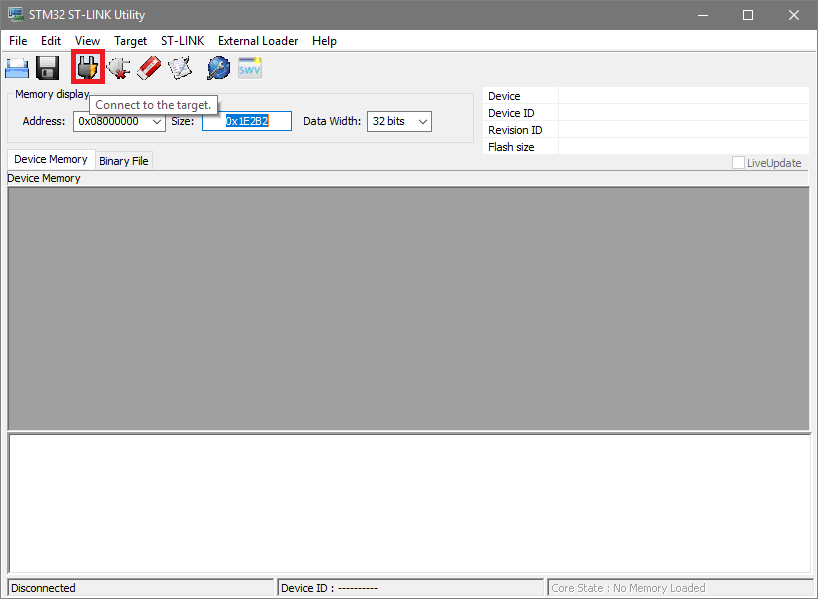 STM32 ST-LINK Utility
File Edit View Target ST-LINK External Loader Help
SWV
Memory display
Connect to the target.
Address: 0x08000000 Size: 0x1E2B2 Data Width: 32 bits
Device
Device ID
Revision ID
Flash size
LiveUpdate
Device Memory Binary File
Device Memory
Disconnected Device ID : ---------- Core State : No Memory Loaded